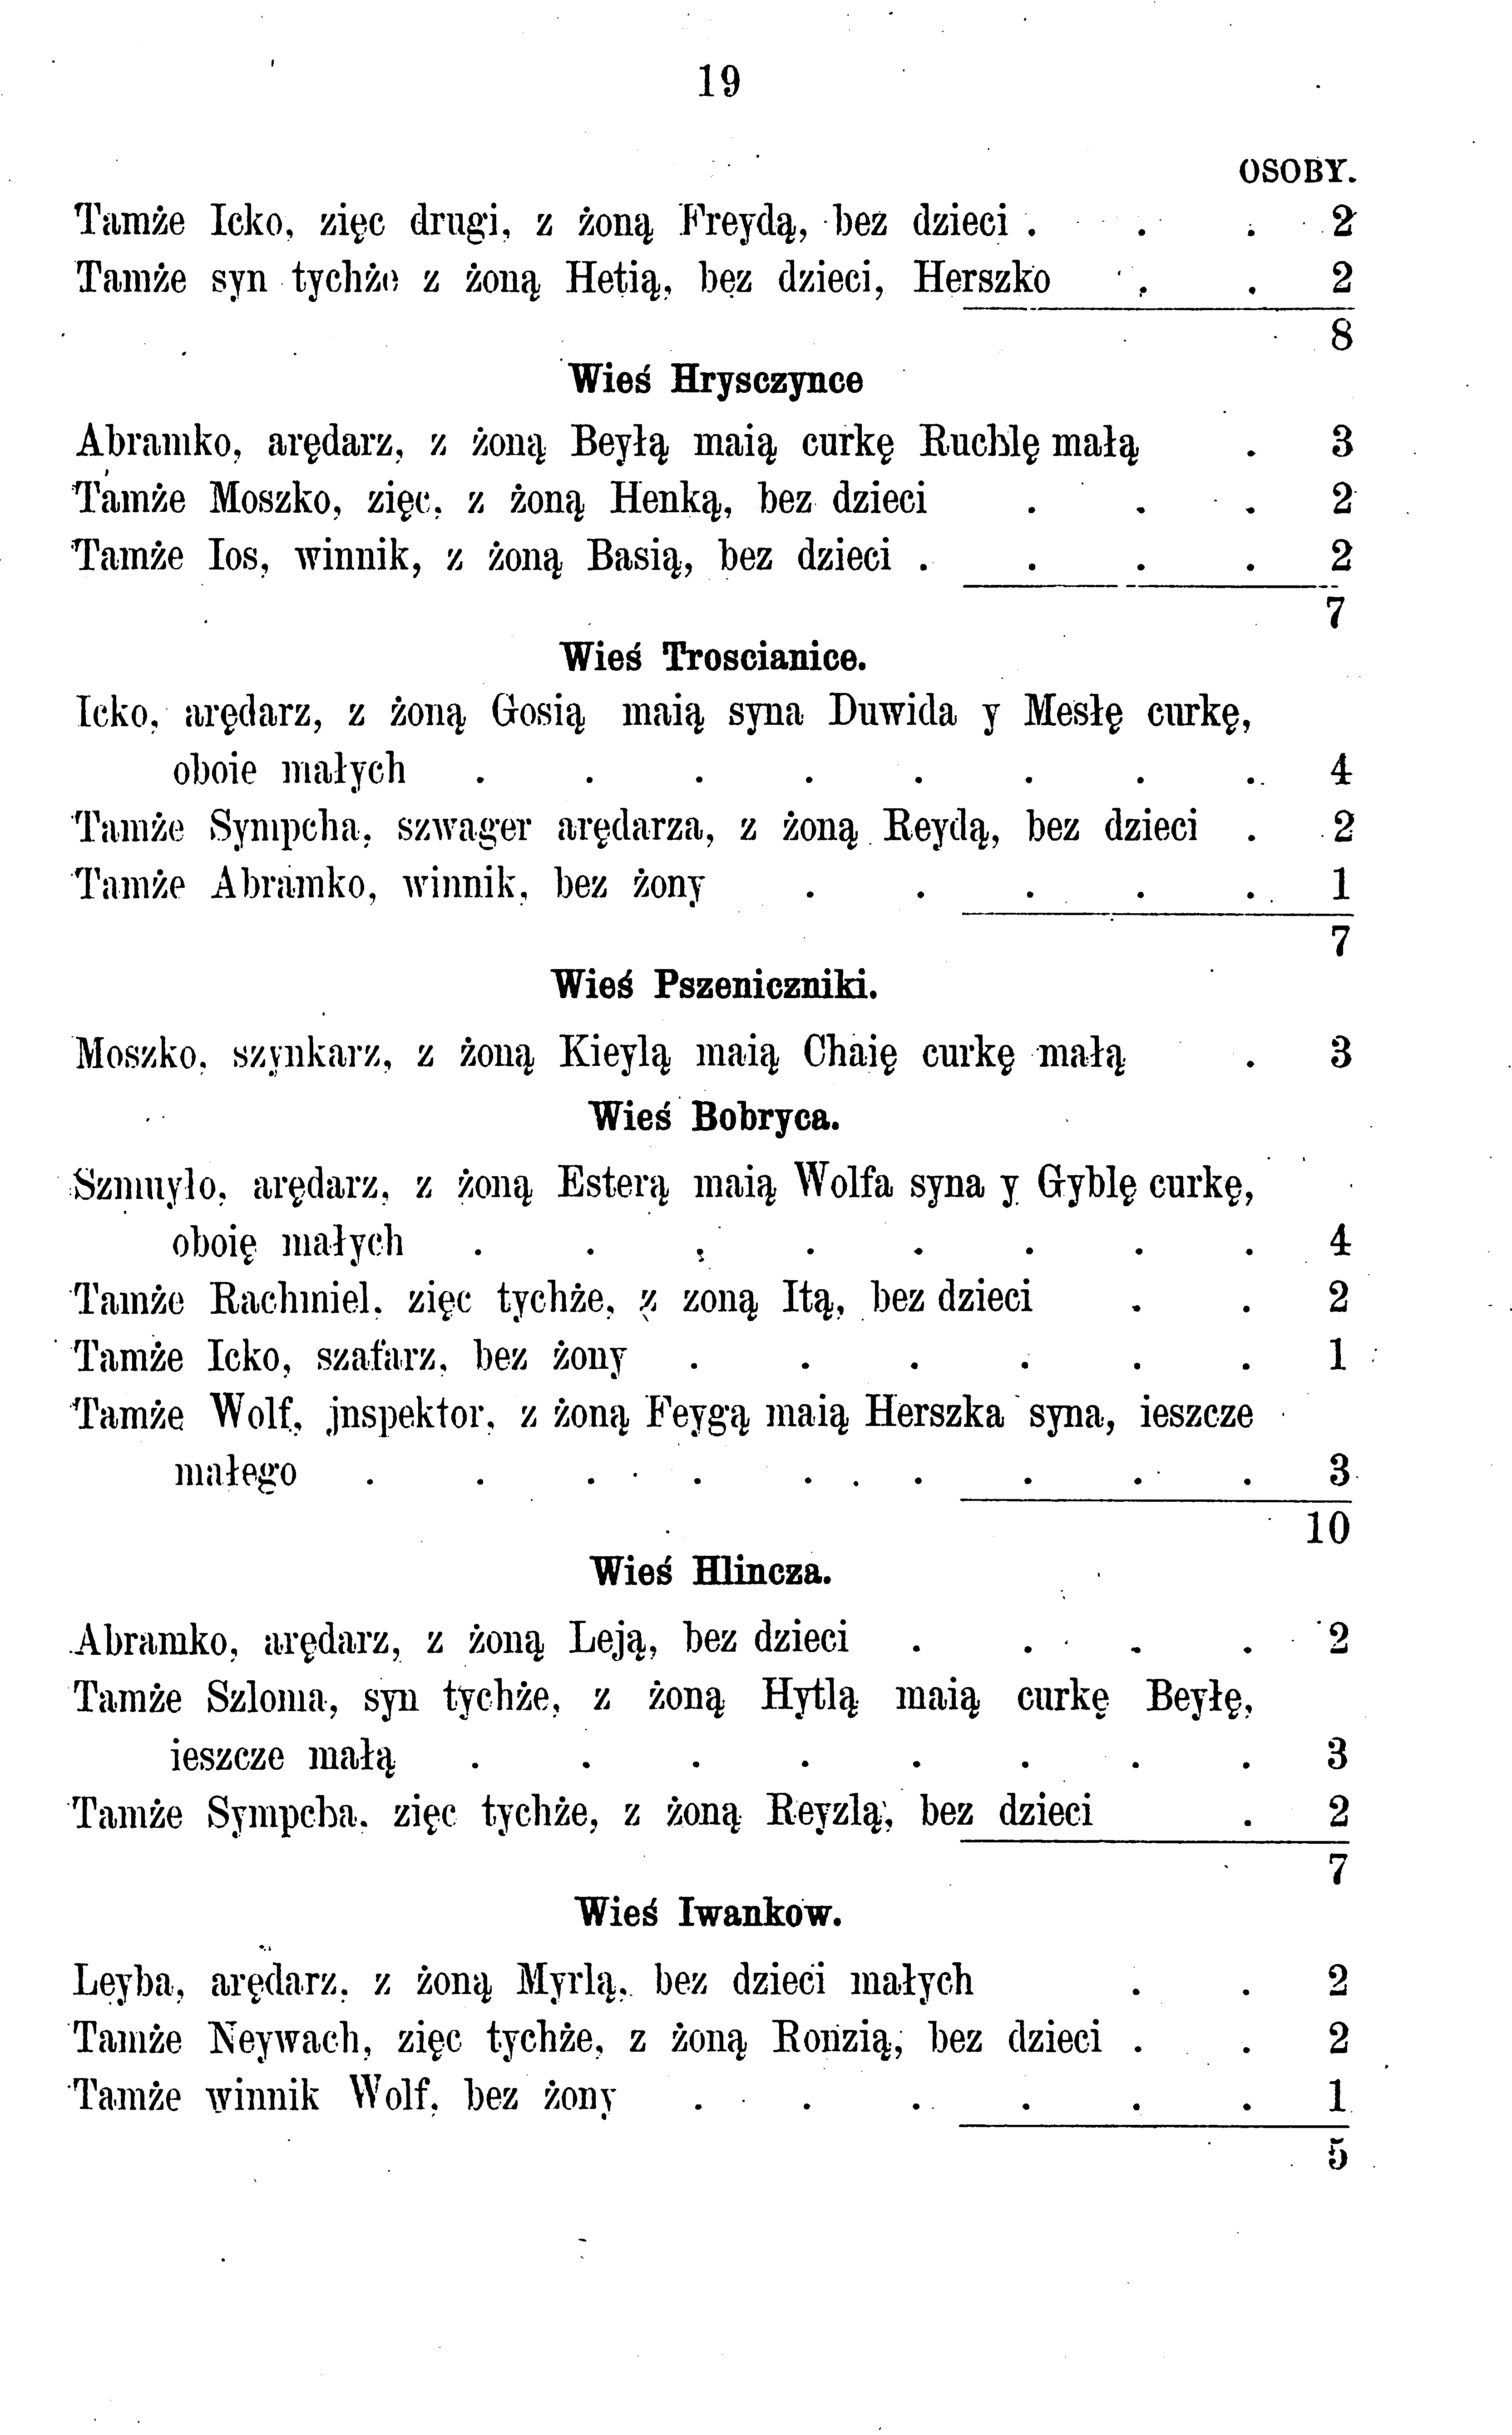 19
OSOBY.
Tamże Icko, zięc drugi, z żoną Freydą, bez dzieci . . . 2
Tamże syn tychże z żoną Hetią, bez dzieci, Herszko . . 2
8
Wieś Hrysczynce
Abramko, arędarz, z żoną Beyłą maią curkę Ruchlę małą . 3
Tamże Moszko, zięc, z żoną Henką, bez dzieci . . . 2
Tamże Ios, winnik, z żoną Basią, bez dzieci . . . . 2
7
Wieś Troscianice.
Icko, arędarz, z żoną Gosią maią syna Duwida y Mesłę curkę,
oboie małych . . . . . . . . 4
Tamże Sympcha, szwager arędarza, z żoną Reydą, bez dzieci . 2
Tamże Abramko, winnik, bez żony . . . . . 1
7
Wieś Pszeniczniki.
Moszko, szynkarz, z żoną Kieylą maią Chaię curkę małą . 3
Wieś Bobryca.
Szmuylo, arędarz, z żoną Esterą maią Wolfa syna y Gyblę curkę,
oboię małych . . . . . . . . 4
Tamże Rachmiel, zięc tychże, z zoną Itą, bez dzieci . . 2
Tamże Icko, szafarz, bez żony . . . . . . 1
Tamże Wolf, jnspektor, z żoną Feygą maią Herszka syna, ieszcze
małego . . . . . . . . . 3
10
Wieś Hlincza.
Abramko, arędarz, z żoną Leją, bez dzieci . . . . 2
Tamże Szloma, syn tychże, z żoną Hytlą maią curkę Beyłę,
ieszcze małą . . . . . . . . 3
Tamże Sympcha, zięc tychże, z żoną Reyzlą, bez dzieci . 2
7
Wieś Iwankow.
Leyba, arędarz, z żoną Myrlą, bez dzieci małych . . 2
Tamże Neywach, zięc tychże, z żoną Ronzią, bez dzieci . . 2
Tamże winnik Wolf, bez żony . . . . . . 1
5